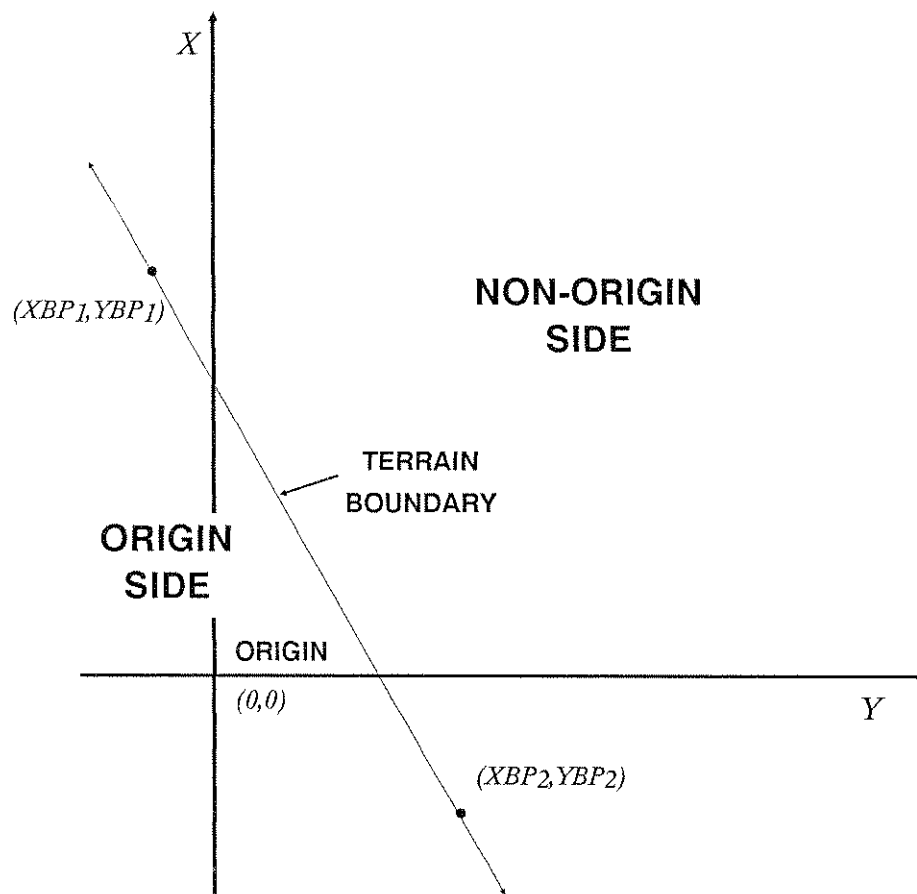 X
(XBP1,YBP1)
NON-ORIGIN
SIDE
TERRAIN
BOUNDARY
ORIGIN
SIDE
ORIGIN
(0,0)
Y
(XBP2,YBP2)